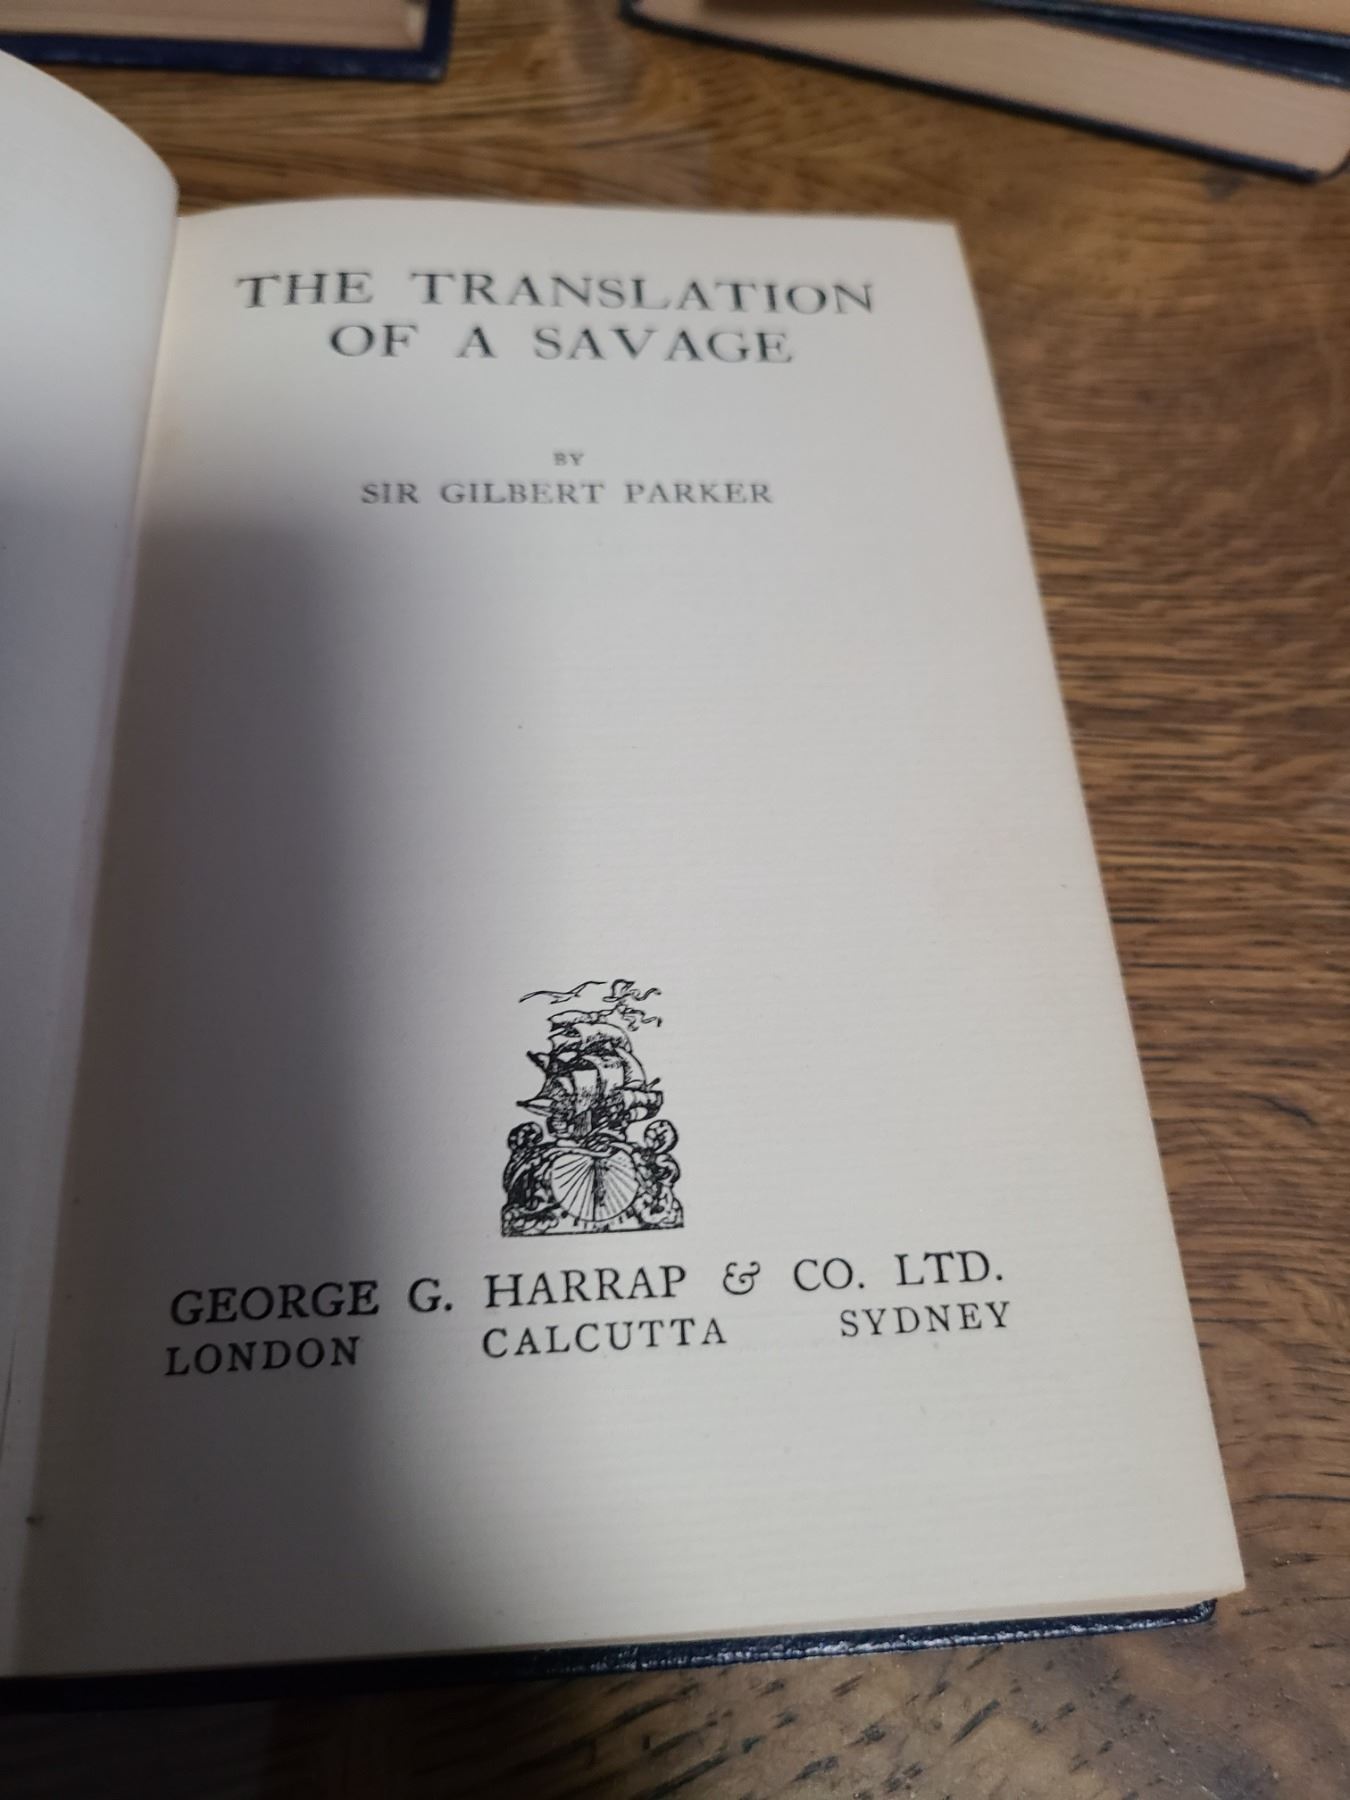 THE TRANSLATION
OF A SAVAGE
BY
SIR GILBERT PARKER
GEORGE G. HARRAP & CO. LTD.
LONDON CALCUTTA SYDNEY